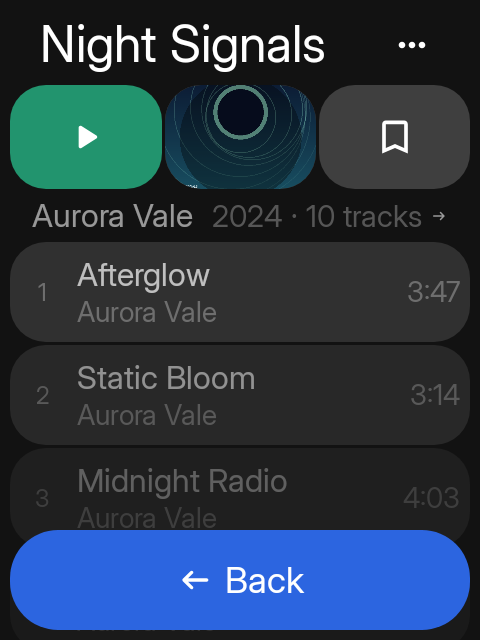 Night Signals
Aurora Vale 2024 · 10 tracks →
1 Afterglow 3:47
Aurora Vale
2 Static Bloom 3:14
Aurora Vale
3 Midnight Radio 4:03
Aurora Vale
← Back